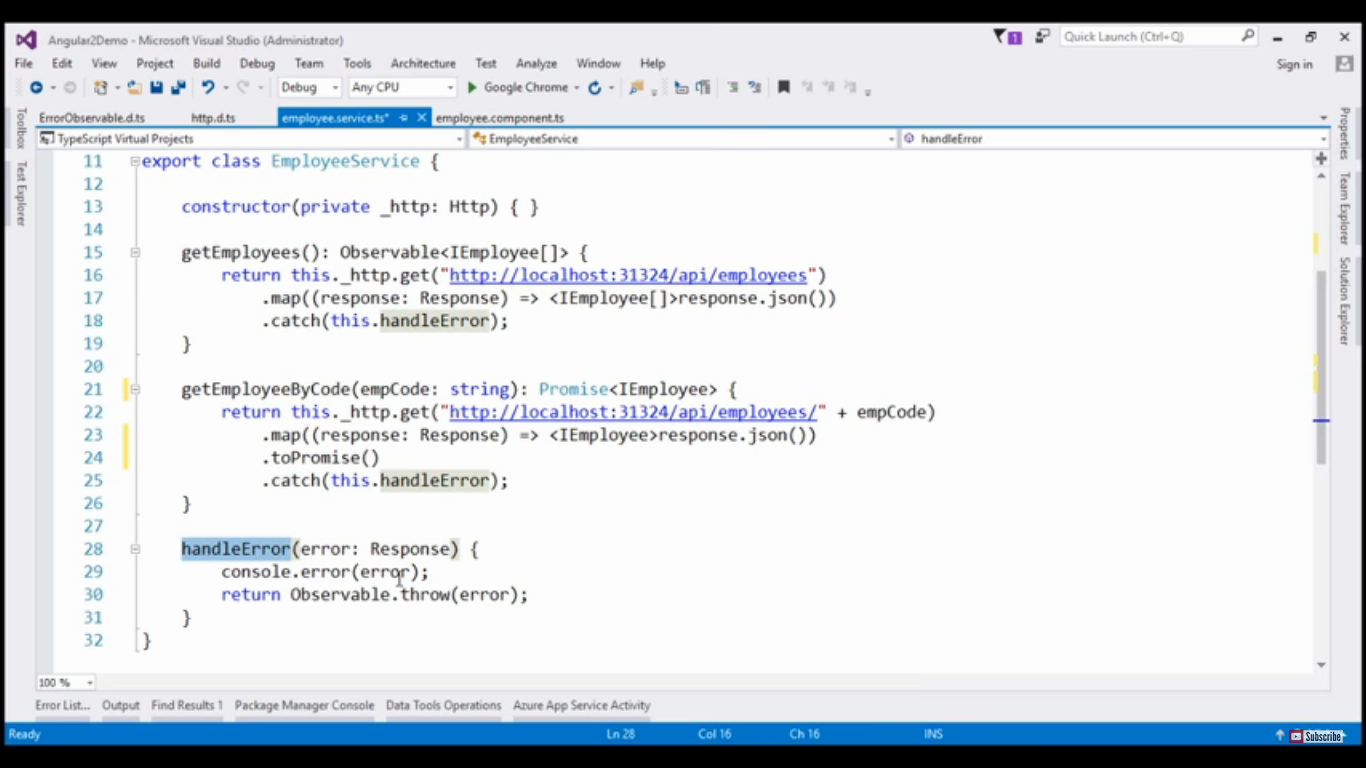 Angular2Demo - Microsoft Visual Studio (Administrator)
1
Quick Launch (Ctrl+Q)
File Edit View Project Build Debug Team Tools Architecture Test Analyze Window Help
Sign in
Debug Any CPU Google Chrome
ErrorObservable.d.ts http.d.ts employee.service.ts* employee.component.ts
TypeScript Virtual Projects EmployeeService handleError
Toolbox
Test Explorer
11 export class EmployeeService {
12
13 constructor(private _http: Http) { }
14
15 getEmployees(): Observable<IEmployee[]> {
16 return this._http.get("http://localhost:31324/api/employees")
17 .map((response: Response) => <IEmployee[]>response.json())
18 .catch(this.handleError);
19 }
20
21 getEmployeeByCode(empCode: string): Promise<IEmployee> {
22 return this._http.get("http://localhost:31324/api/employees/" + empCode)
23 .map((response: Response) => <IEmployee>response.json())
24 .toPromise()
25 .catch(this.handleError);
26 }
27
28 handleError(error: Response) {
29 console.error(error);
30 return Observable.throw(error);
31 }
32 }
Properties
Team Explorer
Solution Explorer
100 %
Error List... Output Find Results 1 Package Manager Console Data Tools Operations Azure App Service Activity
Ready Ln 28 Col 16 Ch 16 INS
Subscribe